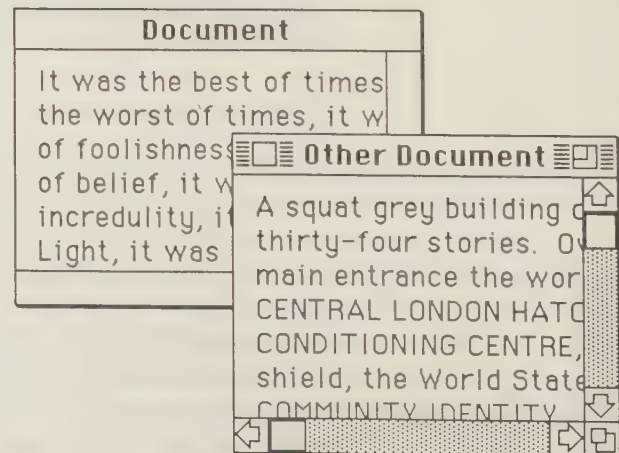 Document
It was the best of times
the worst of times, it w
of foolishness
of belief, it w
incredulity, it
Light, it was
Other Document
A squat grey building
thirty-four stories. Ov
main entrance the wor
CENTRAL LONDON HATC
CONDITIONING CENTRE,
shield, the World State
COMMUNITY IDENTITY